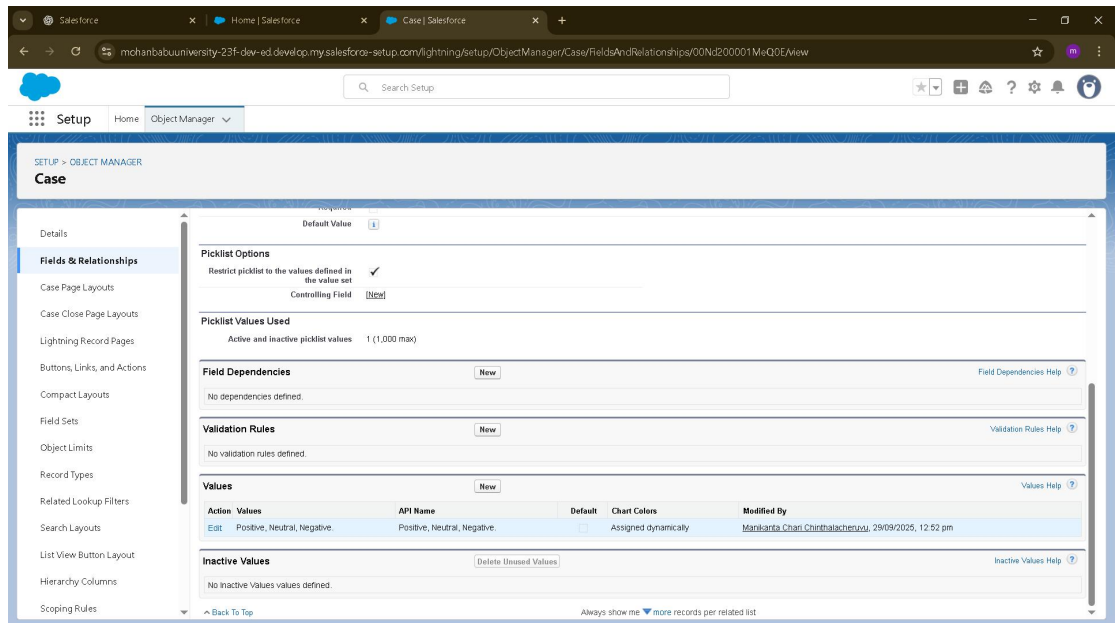 Salesforce
Home | Salesforce
Case | Salesforce
mohanbabuuniversity-23f-dev-ed.develop.my.salesforce-setup.com/lightning/setup/ObjectManager/Case/FieldsAndRelationships/00Nd200001MeQ0E/view
m
Search Setup
Setup
Home
Object Manager
SETUP > OBJECT MANAGER
Case
Details
Fields & Relationships
Case Page Layouts
Case Close Page Layouts
Lightning Record Pages
Buttons, Links, and Actions
Compact Layouts
Field Sets
Object Limits
Record Types
Related Lookup Filters
Search Layouts
List View Button Layout
Hierarchy Columns
Scoping Rules
Default Value
Picklist Options
Restrict picklist to the values defined in
the value set
Controlling Field [New]
Picklist Values Used
Active and inactive picklist values 1 (1,000 max)
Field Dependencies New Field Dependencies Help ?
No dependencies defined.
Validation Rules New Validation Rules Help ?
No validation rules defined.
Values New Values Help ?
Action Values API Name Default Chart Colors Modified By
Edit Positive, Neutral, Negative. Positive, Neutral, Negative. Assigned dynamically Manikanta Chari Chinthalacheruvu, 29/09/2025, 12:52 pm
Inactive Values Delete Unused Values Inactive Values Help ?
No Inactive Values values defined.
^ Back To Top Always show me ▼ more records per related list